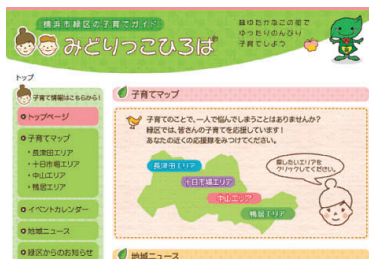 横浜市緑区の子育てガイド
みどりっこひろば
緑ゆたかなこの街で
ゆったりのんびり
子育てしよう
トップ
子育て情報はこちらから!
トップページ
子育てマップ
・長津田エリア
・十日市場エリア
・中山エリア
・鴨居エリア
イベントカレンダー
地域ニュース
緑区からのお知らせ
子育てマップ
子育てのことで、一人で悩んでしまうことはありませんか?
緑区では、皆さんの子育てを応援しています!
あなたの近くの応援隊をみつけてください。
長津田エリア
十日市場エリア
中山エリア
鴨居エリア
探したいエリアを
クリックしてください。
地域ニュース